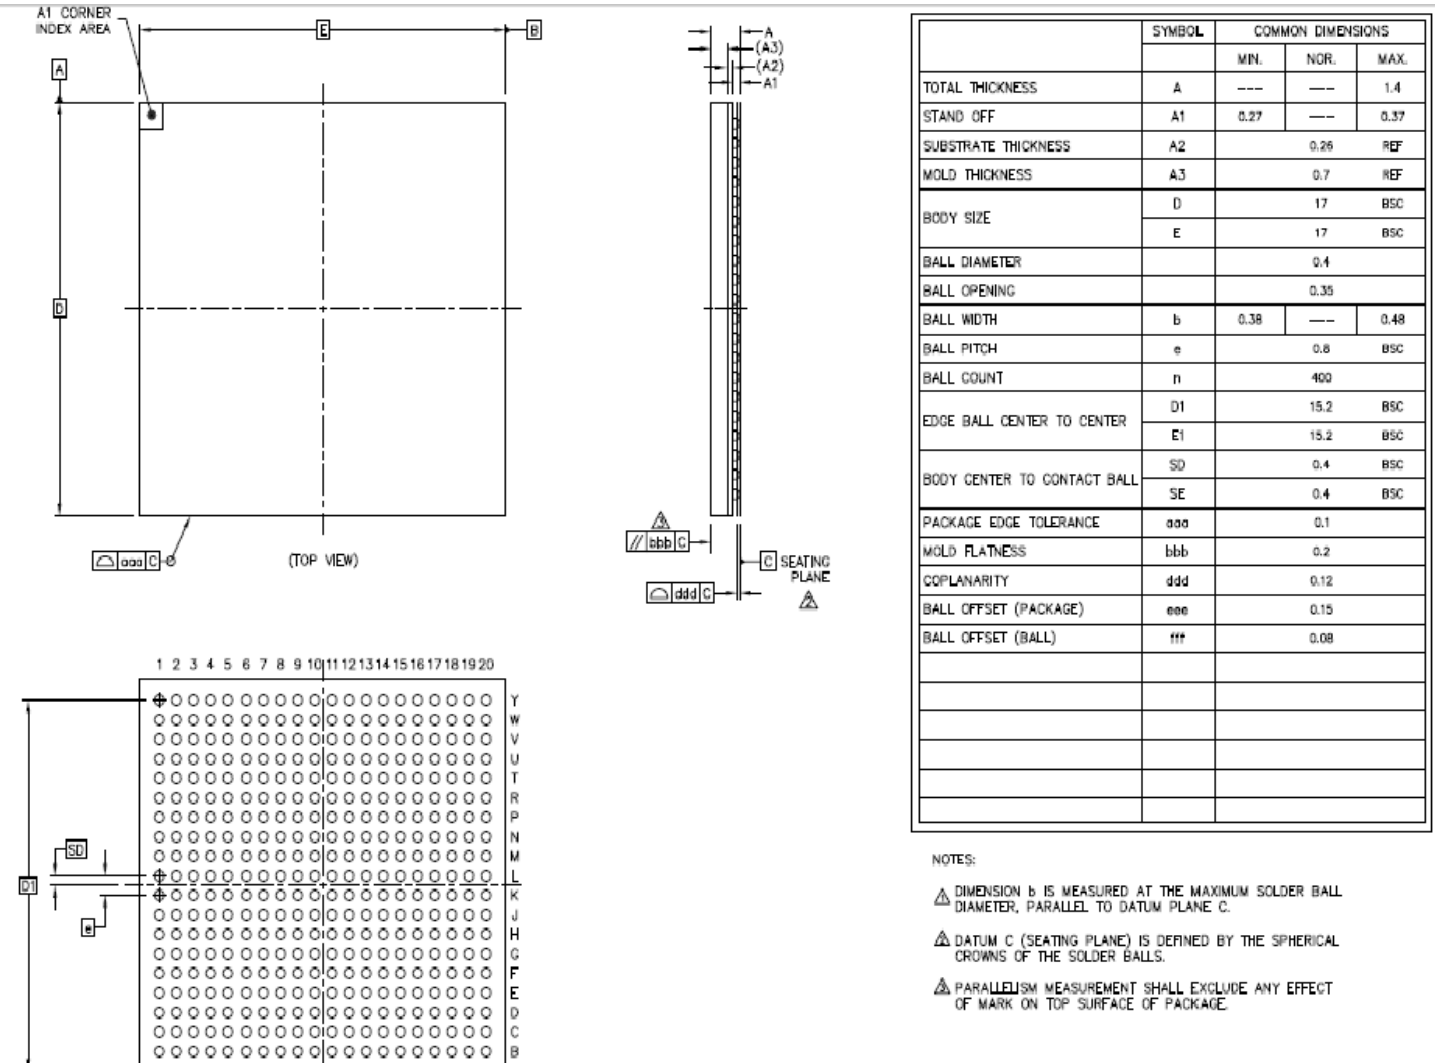 A1 CORNER
INDEX AREA
E
B
A
D
aaa C
(TOP VIEW)
A
(A3)
(A2)
A1
3
// bbb C
C SEATING
PLANE
ddd C
2
SYMBOL COMMON DIMENSIONS
MIN. NOR. MAX.
TOTAL THICKNESS A --- --- 1.4
STAND OFF A1 0.27 --- 0.37
SUBSTRATE THICKNESS A2 0.26 REF
MOLD THICKNESS A3 0.7 REF
BODY SIZE D 17 BSC
E 17 BSC
BALL DIAMETER 0.4
BALL OPENING 0.35
BALL WIDTH b 0.38 --- 0.48
BALL PITCH e 0.8 BSC
BALL COUNT n 400
EDGE BALL CENTER TO CENTER D1 15.2 BSC
E1 15.2 BSC
BODY CENTER TO CONTACT BALL SD 0.4 BSC
SE 0.4 BSC
PACKAGE EDGE TOLERANCE aaa 0.1
MOLD FLATNESS bbb 0.2
COPLANARITY ddd 0.12
BALL OFFSET (PACKAGE) eee 0.15
BALL OFFSET (BALL) fff 0.08
1 2 3 4 5 6 7 8 9 10 11 12 13 14 15 16 17 18 19 20
Y
W
V
U
T
R
P
N
M
L
K
J
H
G
F
E
D
C
B
SD
D1
e
NOTES:
1 DIMENSION b IS MEASURED AT THE MAXIMUM SOLDER BALL
DIAMETER, PARALLEL TO DATUM PLANE C.
2 DATUM C (SEATING PLANE) IS DEFINED BY THE SPHERICAL
CROWNS OF THE SOLDER BALLS.
3 PARALLELISM MEASUREMENT SHALL EXCLUDE ANY EFFECT
OF MARK ON TOP SURFACE OF PACKAGE.